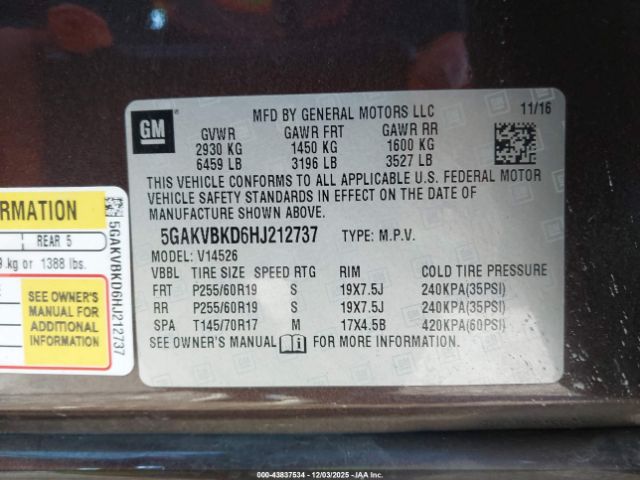 GM
MFD BY GENERAL MOTORS LLC 11/16
GVWR GAWR FRT GAWR RR
2930 KG 1450 KG 1600 KG
6459 LB 3196 LB 3527 LB
THIS VEHICLE CONFORMS TO ALL APPLICABLE U.S. FEDERAL MOTOR
VEHICLE SAFETY STANDARDS IN EFFECT ON THE DATE OF
MANUFACTURE SHOWN ABOVE.
5GAKVBKD6HJ212737 TYPE: M.P.V.
MODEL: V14526
VBBL TIRE SIZE SPEED RTG RIM COLD TIRE PRESSURE
FRT P255/60R19 S 19X7.5J 240KPA(35PSI)
RR P255/60R19 S 19X7.5J 240KPA(35PSI)
SPA T145/70R17 M 17X4.5B 420KPA(60PSI)
SEE OWNER'S MANUAL FOR MORE INFORMATION.
REAR 5
kg or 1388 lbs.
SEE OWNER'S
MANUAL FOR
ADDITIONAL
INFORMATION
5GAKVBKD6HJ212737
00-43837534 - 12/03/2025 - IAA Inc.